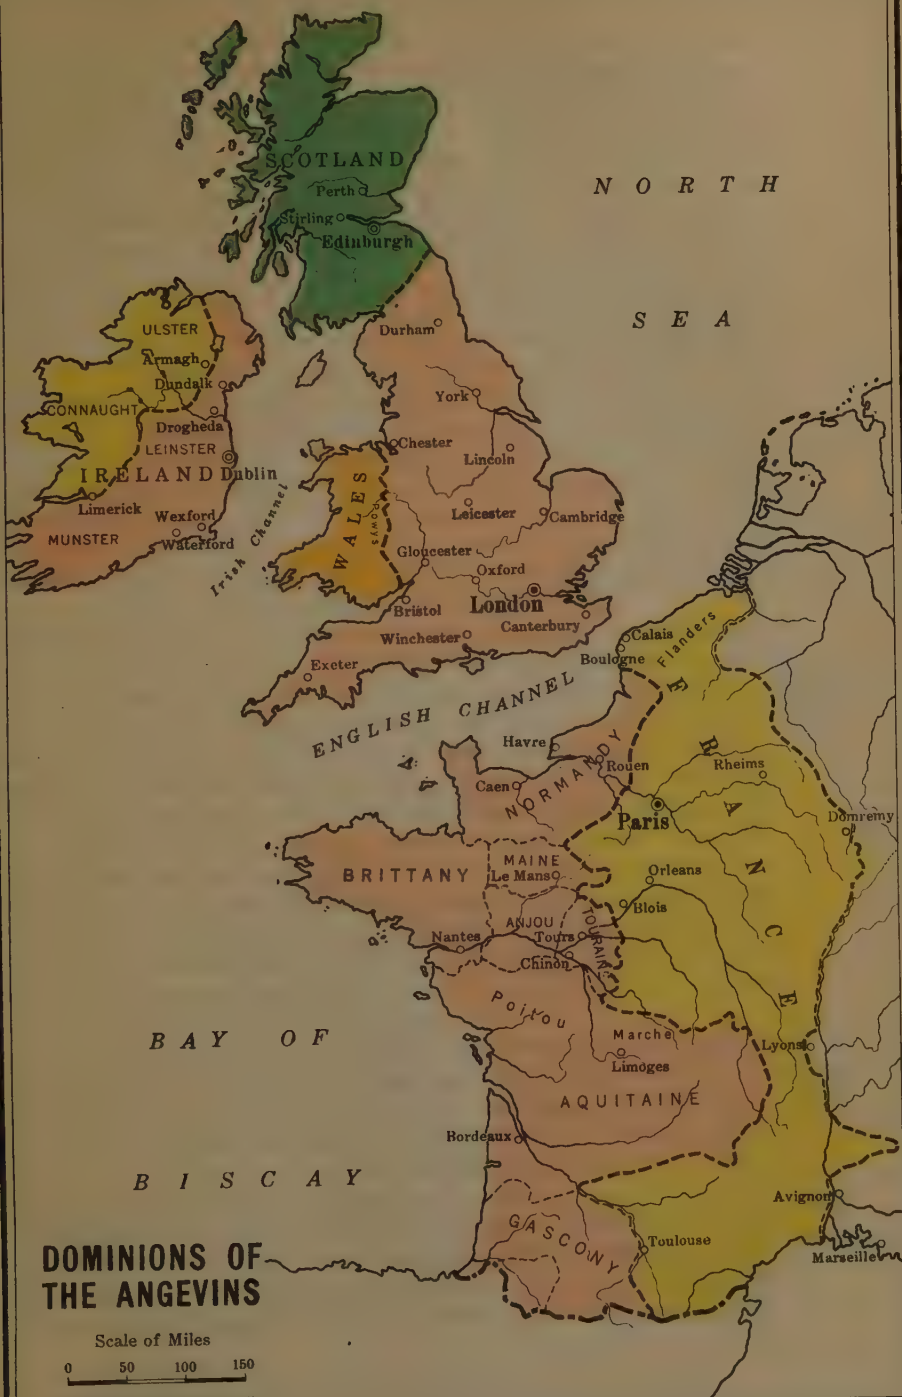 SCOTLAND
Perth
Stirling
Edinburgh
NORTH
SEA
ULSTER
Armagh
Dundalk
CONNAUGHT
Drogheda
LEINSTER
IRELAND
Dublin
Limerick
Wexford
MUNSTER
Waterford
Irish Channel
Durham
York
Chester
Lincoln
WALES
Powys
Leicester
Cambridge
Gloucester
Oxford
London
Bristol
Canterbury
Winchester
Exeter
ENGLISH CHANNEL
Calais
Boulogne
Flanders
FRANCE
Havre
Rouen
Rheims
Caen
NORMANDY
Paris
Domremy
BRITTANY
MAINE
Le Mans
Orleans
Blois
ANJOU
TOURAINE
Nantes
Tours
Chinon
Poitou
Marche
Limoges
Lyons
BAY OF
BISCAY
AQUITAINE
Bordeaux
GASCONY
Toulouse
Avignon
Marseille
DOMINIONS OF
THE ANGEVINS
Scale of Miles
0 50 100 150